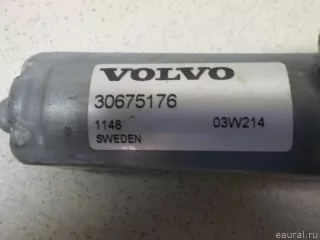 VOLVO
30675176
1148 03W214
SWEDEN
eaural.ru